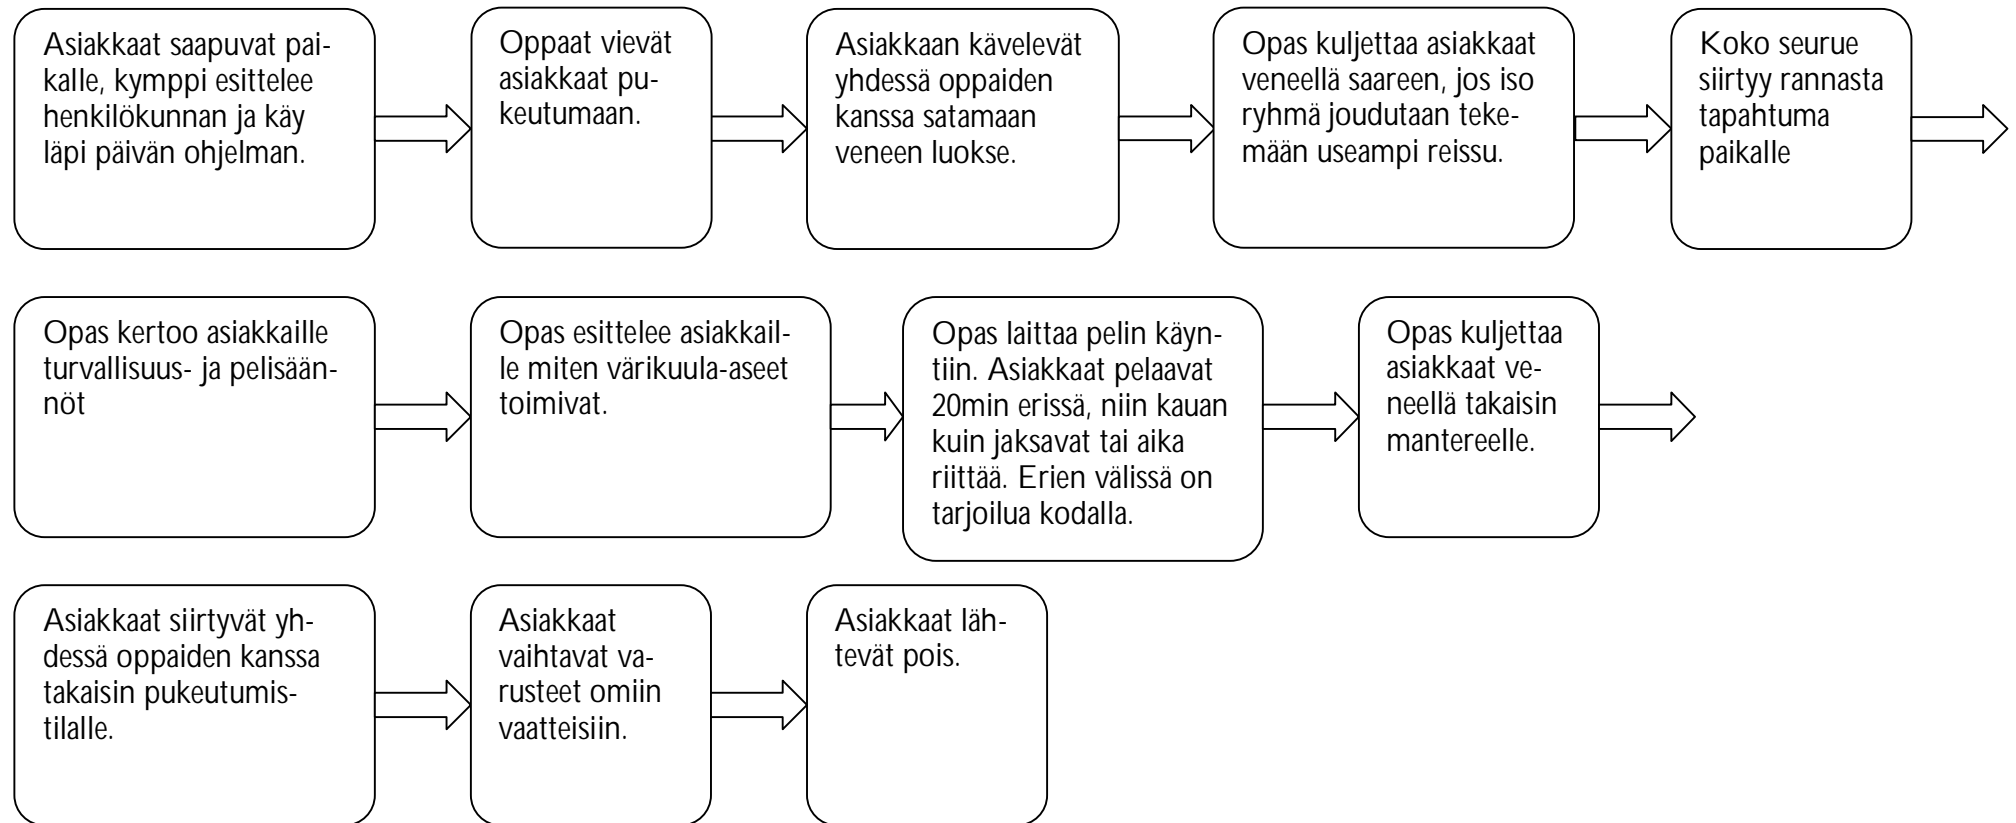 Asiakkaat saapuvat pai-
kalle, kymppi esittelee
henkilökunnan ja käy
läpi päivän ohjelman.
Oppaat vievät
asiakkaat pu-
keutumaan.
Asiakkaan kävelevät
yhdessä oppaiden
kanssa satamaan
veneen luokse.
Opas kuljettaa asiakkaat
veneellä saareen, jos iso
ryhmä joudutaan teke-
mään useampi reissu.
Koko seurue
siirtyy rannasta
tapahtuma
paikalle
Opas kertoo asiakkaille
turvallisuus- ja pelisään-
nöt
Opas esittelee asiakkail-
le miten värikuula-aseet
toimivat.
Opas laittaa pelin käyn-
tiin. Asiakkaat pelaavat
20min erissä, niin kauan
kuin jaksavat tai aika
riittää. Erien välissä on
tarjoilua kodalla.
Opas kuljettaa
asiakkaat ve-
neellä takaisin
mantereelle.
Asiakkaat siirtyvät yh-
dessä oppaiden kanssa
takaisin pukeutumis-
tilalle.
Asiakkaat
vaihtavat va-
rusteet omiin
vaatteisiin.
Asiakkaat läh-
tevät pois.